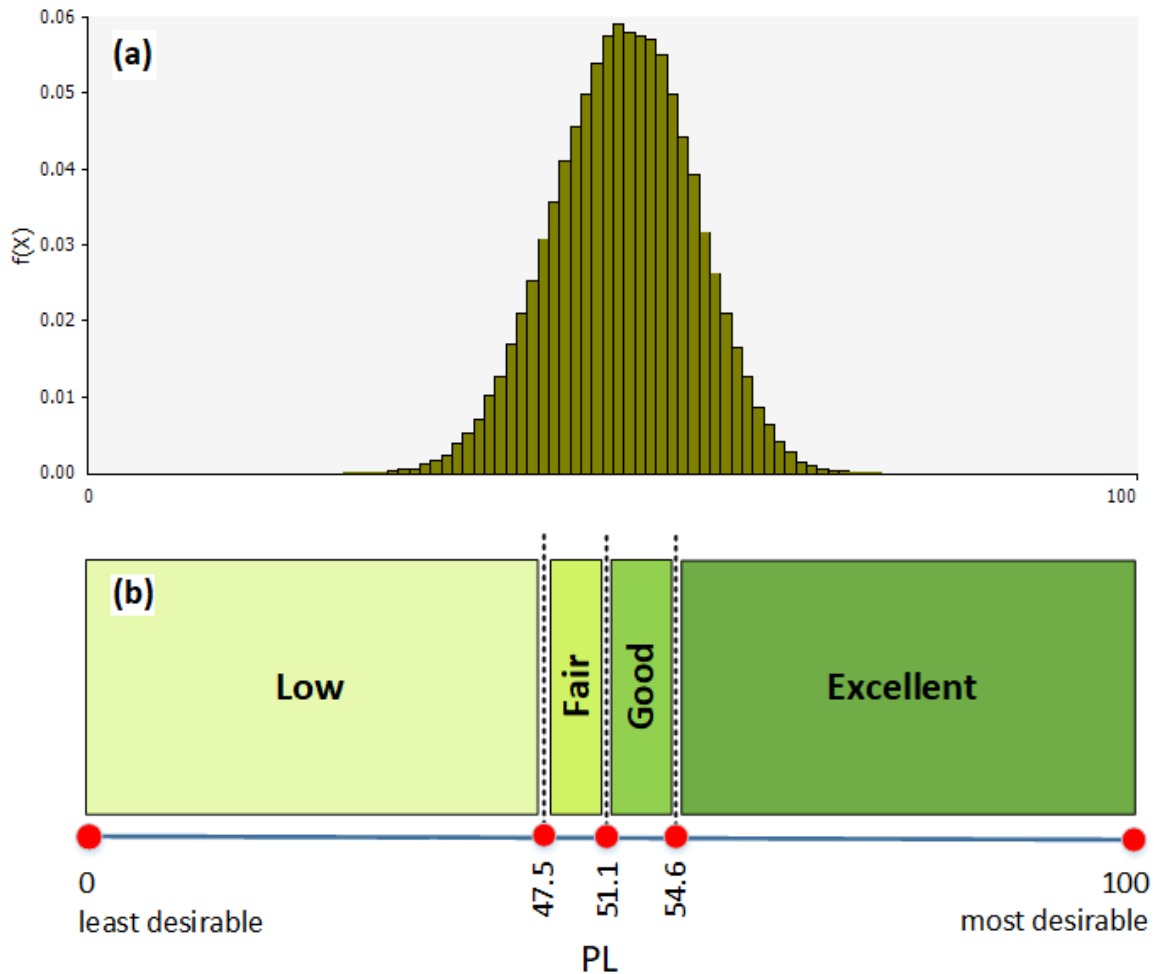 0.06
(a)
0.05
0.04
f(X)
0.03
0.02
0.01
0.00
0 100
(b)
Low Fair Good Excellent
0 47.5 51.1 54.6 100
least desirable most desirable
PL